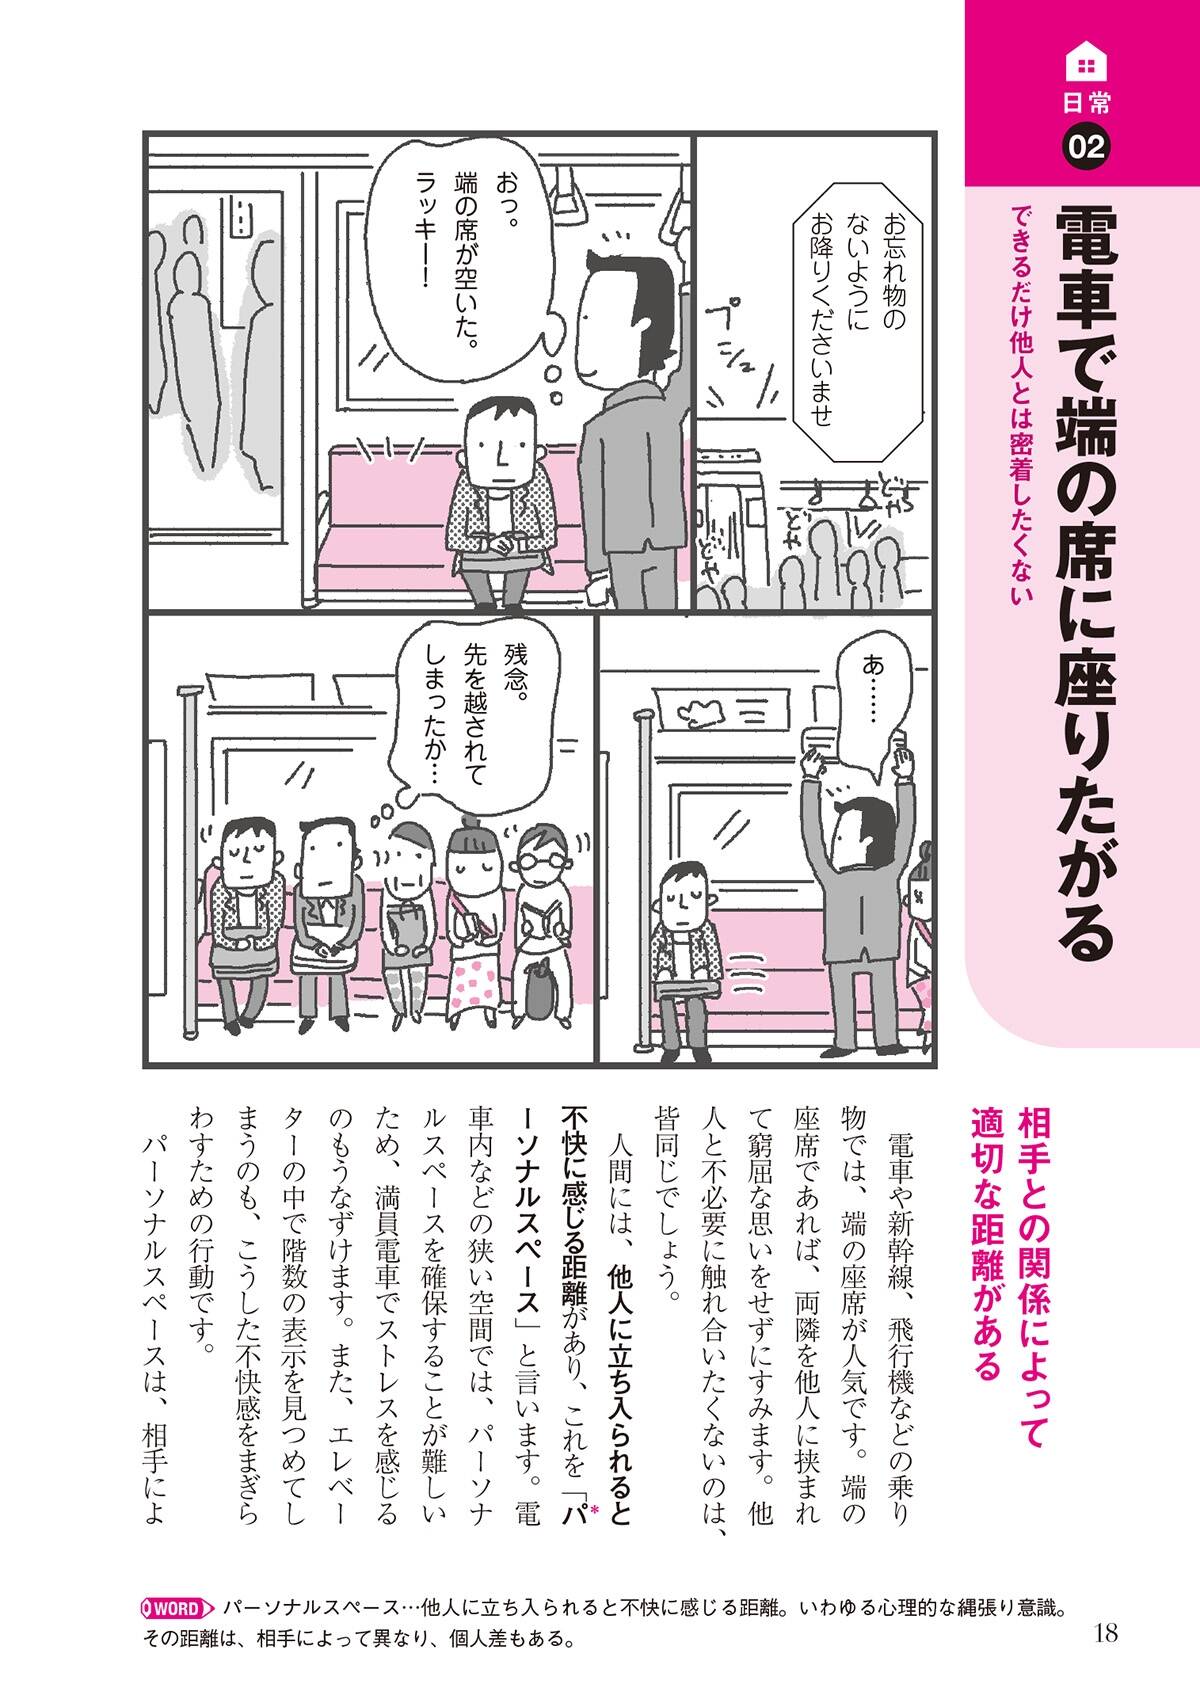 日常
02
電車で端の席に座りたがる
できるだけ他人とは密着したくない
お忘れ物の
ないように
お降りくださいませ
プシューッ
どやっ
どや
どや
おっ。
端の席が空いた。
ラッキー！
あ……
残念。
先を越されて
しまったか…
相手との関係によって
適切な距離がある
電車や新幹線、飛行機などの乗り
物では、端の座席が人気です。端の
座席であれば、両隣を他人に挟まれ
て窮屈な思いをせずにすみます。他
人と不必要に触れ合いたくないのは、
皆同じでしょう。
人間には、他人に立ち入られると
不快に感じる距離があり、これを「パ*
ーソナルスペース」と言います。電
車内などの狭い空間では、パーソナ
ルスペースを確保することが難しい
ため、満員電車でストレスを感じる
のもうなずけます。また、エレベー
ターの中で階数の表示を見つめてし
まうのも、こうした不快感をまぎら
わすための行動です。
パーソナルスペースは、相手によ
WORD パーソナルスペース…他人に立ち入られると不快に感じる距離。いわゆる心理的な縄張り意識。
その距離は、相手によって異なり、個人差もある。
18